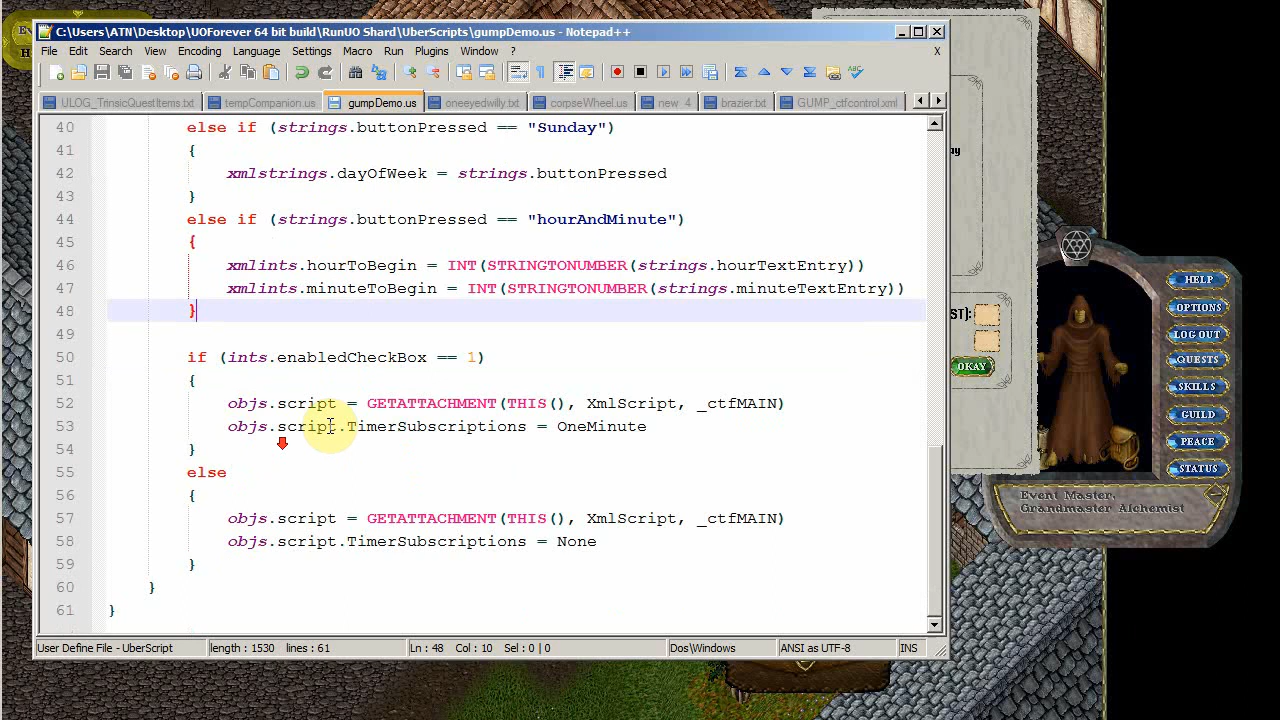 C:\Users\ATN\Desktop\UOForever 64 bit build\RunUO Shard\UberScripts\gumpDemo.us - Notepad++
File Edit Search View Encoding Language Settings Macro Run Plugins Window ? X
ULOG_TrinsicQuestItems.txt tempCompanion.us gumpDemo.us oneeyedwilly.txt corpseWheel.us new 4 brazier.txt GUMP_ctfcontrol.xml
40 else if (strings.buttonPressed == "Sunday")
41 {
42 xmlstrings.dayOfWeek = strings.buttonPressed
43 }
44 else if (strings.buttonPressed == "hourAndMinute")
45 {
46 xmlints.hourToBegin = INT(STRINGTONUMBER(strings.hourTextEntry))
47 xmlints.minuteToBegin = INT(STRINGTONUMBER(strings.minuteTextEntry))
48 }
49
50 if (ints.enabledCheckBox == 1)
51 {
52 objs.script = GETATTACHMENT(THIS(), XmlScript, _ctfMAIN)
53 objs.script.TimerSubscriptions = OneMinute
54 }
55 else
56 {
57 objs.script = GETATTACHMENT(THIS(), XmlScript, _ctfMAIN)
58 objs.script.TimerSubscriptions = None
59 }
60 }
61 }
User Define File - UberScript length : 1530 lines : 61 Ln : 48 Col : 10 Sel : 0 | 0 Dos\Windows ANSI as UTF-8 INS
ay
ST):
OKAY
HELP
OPTIONS
LOG OUT
QUESTS
SKILLS
GUILD
PEACE
STATUS
Event Master,
Grandmaster Alchemist